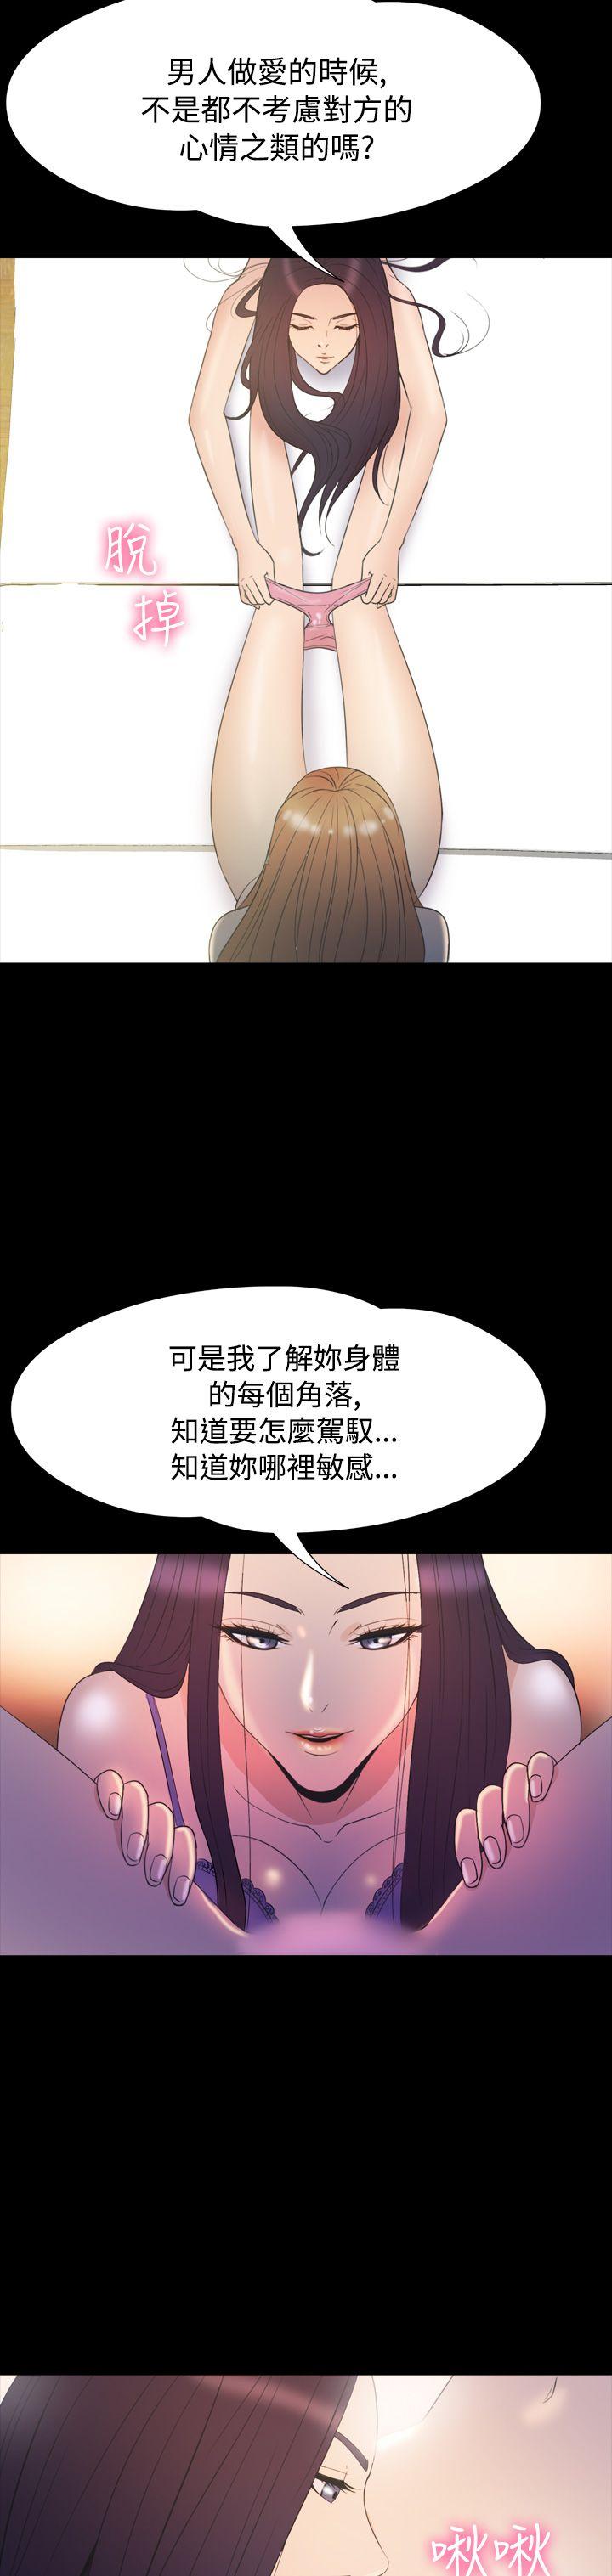 男人做愛的時候,
不是都不考慮對方的
心情之類的嗎?
脫
掉
可是我了解妳身體
的每個角落,
知道要怎麼駕馭...
知道妳哪裡敏感...
啾啾